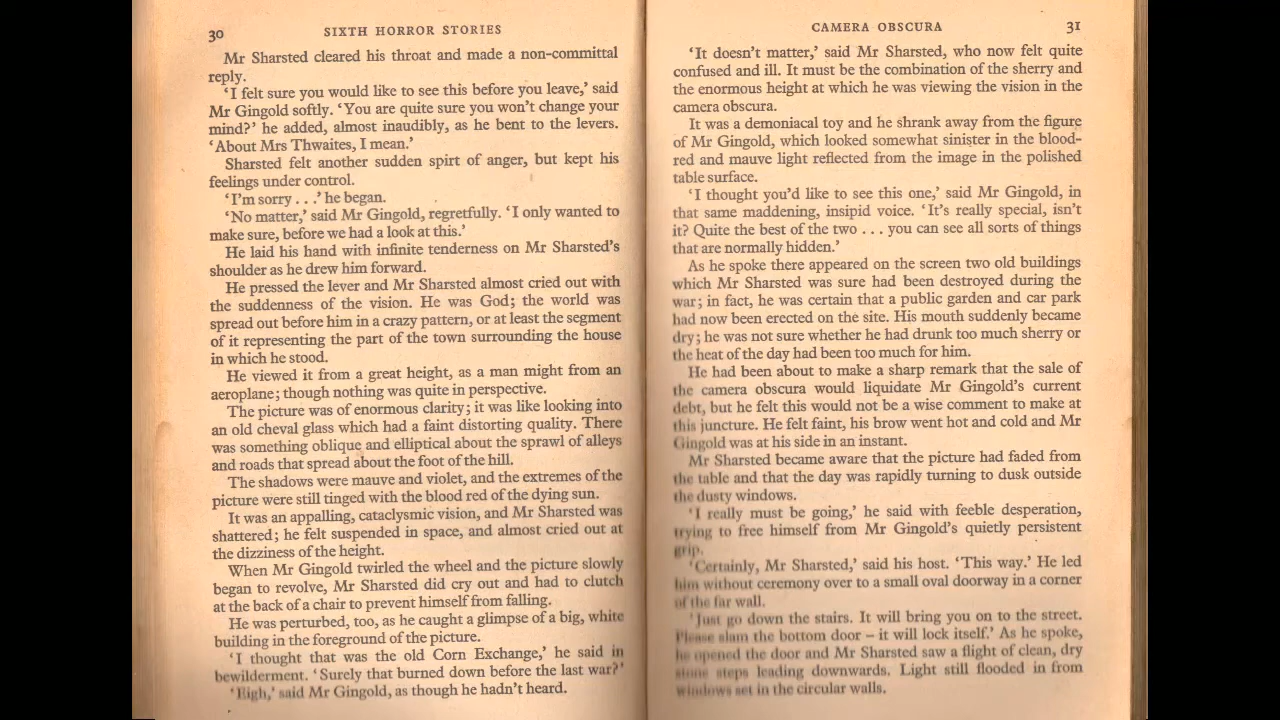 30 SIXTH HORROR STORIES
Mr Sharsted cleared his throat and made a non-committal
reply.
‘I felt sure you would like to see this before you leave,’ said
Mr Gingold softly. ‘You are quite sure you won’t change your
mind?’ he added, almost inaudibly, as he bent to the levers.
‘About Mrs Thwaites, I mean.’
Sharsted felt another sudden spirt of anger, but kept his
feelings under control.
‘I’m sorry . . .’ he began.
‘No matter,’ said Mr Gingold, regretfully. ‘I only wanted to
make sure, before we had a look at this.’
He laid his hand with infinite tenderness on Mr Sharsted’s
shoulder as he drew him forward.
He pressed the lever and Mr Sharsted almost cried out with
the suddenness of the vision. He was God; the world was
spread out before him in a crazy pattern, or at least the segment
of it representing the part of the town surrounding the house
in which he stood.
He viewed it from a great height, as a man might from an
aeroplane; though nothing was quite in perspective.
The picture was of enormous clarity; it was like looking into
an old cheval glass which had a faint distorting quality. There
was something oblique and elliptical about the sprawl of alleys
and roads that spread about the foot of the hill.
The shadows were mauve and violet, and the extremes of the
picture were still tinged with the blood red of the dying sun.
It was an appalling, cataclysmic vision, and Mr Sharsted was
shattered; he felt suspended in space, and almost cried out at
the dizziness of the height.
When Mr Gingold twirled the wheel and the picture slowly
began to revolve, Mr Sharsted did cry out and had to clutch
at the back of a chair to prevent himself from falling.
He was perturbed, too, as he caught a glimpse of a big, white
building in the foreground of the picture.
‘I thought that was the old Corn Exchange,’ he said in
bewilderment. ‘Surely that burned down before the last war?’
‘Eigh,’ said Mr Gingold, as though he hadn’t heard.
CAMERA OBSCURA 31
‘It doesn’t matter,’ said Mr Sharsted, who now felt quite
confused and ill. It must be the combination of the sherry and
the enormous height at which he was viewing the vision in the
camera obscura.
It was a demoniacal toy and he shrank away from the figure
of Mr Gingold, which looked somewhat sinister in the blood-
red and mauve light reflected from the image in the polished
table surface.
‘I thought you’d like to see this one,’ said Mr Gingold, in
that same maddening, insipid voice. ‘It’s really special, isn’t
it? Quite the best of the two . . . you can see all sorts of things
that are normally hidden.’
As he spoke there appeared on the screen two old buildings
which Mr Sharsted was sure had been destroyed during the
war; in fact, he was certain that a public garden and car park
had now been erected on the site. His mouth suddenly became
dry; he was not sure whether he had drunk too much sherry or
the heat of the day had been too much for him.
He had been about to make a sharp remark that the sale of
the camera obscura would liquidate Mr Gingold’s current
debt, but he felt this would not be a wise comment to make at
this juncture. He felt faint, his brow went hot and cold and Mr
Gingold was at his side in an instant.
Mr Sharsted became aware that the picture had faded from
the table and that the day was rapidly turning to dusk outside
the dusty windows.
‘I really must be going,’ he said with feeble desperation,
trying to free himself from Mr Gingold’s quietly persistent
grip.
‘Certainly, Mr Sharsted,’ said his host. ‘This way.’ He led
him without ceremony over to a small oval doorway in a corner
of the far wall.
‘Just go down the stairs. It will bring you on to the street.
Please slam the bottom door – it will lock itself.’ As he spoke,
he opened the door and Mr Sharsted saw a flight of clean, dry
stone steps leading downwards. Light still flooded in from
windows set in the circular walls.